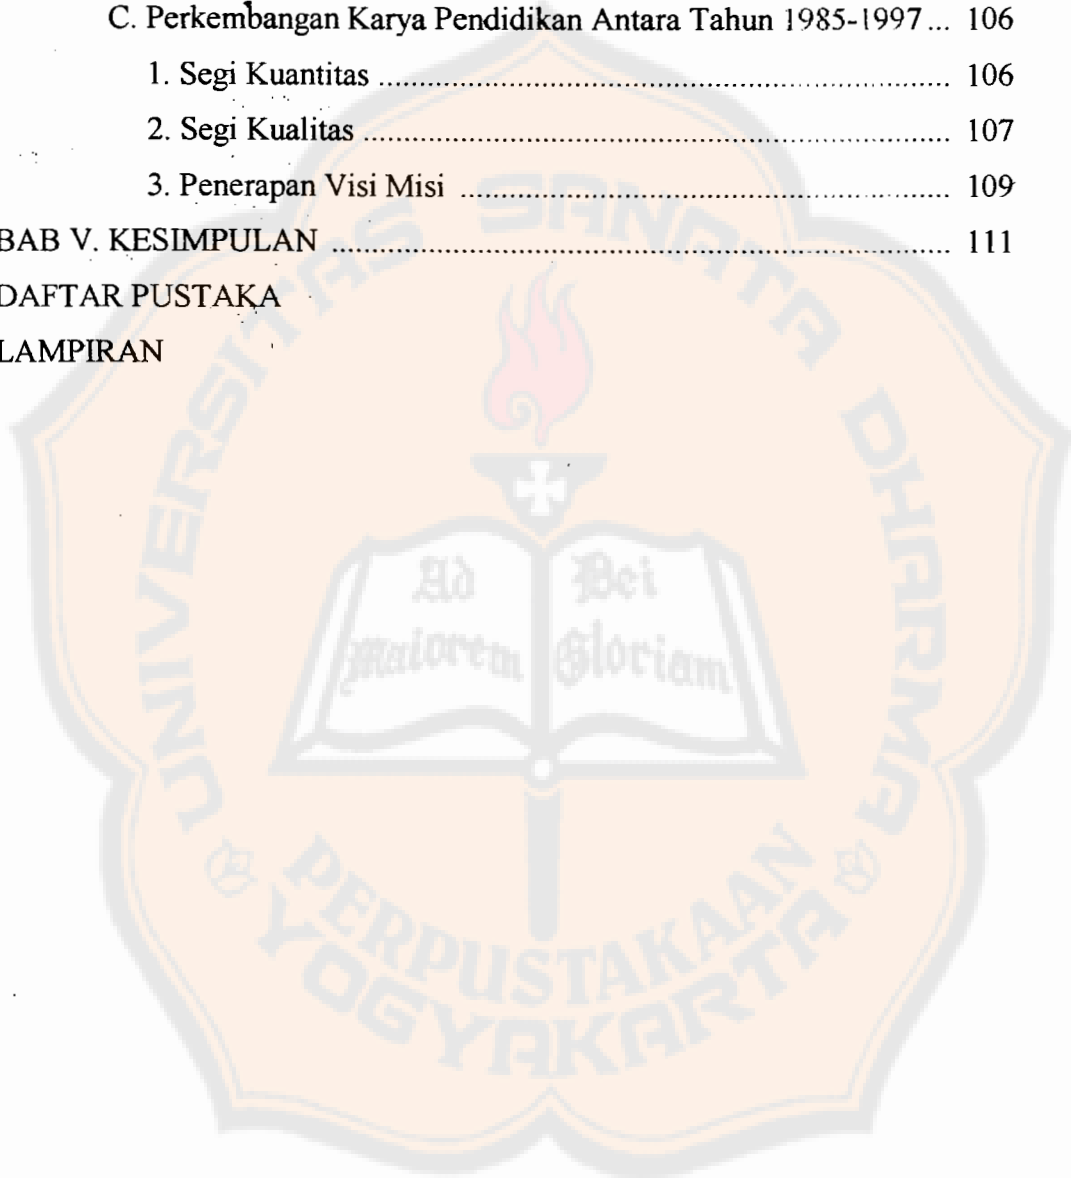 C. Perkembangan Karya Pendidikan Antara Tahun 1985-1997 ... 106
1. Segi Kuantitas ................................................................. 106
2. Segi Kualitas ................................................................... 107
3. Penerapan Visi Misi ........................................................ 109
BAB V. KESIMPULAN ...................................................................... 111
DAFTAR PUSTAKA
LAMPIRAN
UNIVERSITAS SANATA DHARMA
Ad Dei
Maiorem Gloriam
PERPUSTAKAAN
YOGYAKARTA